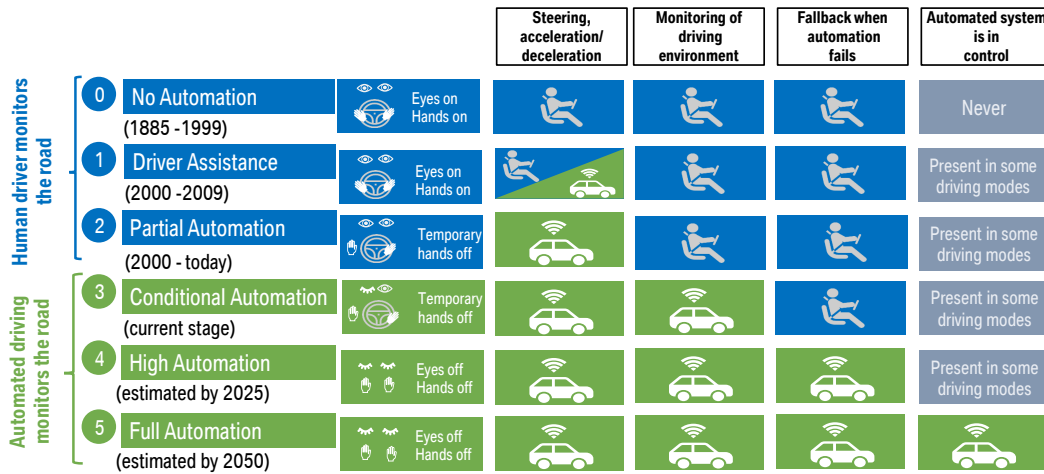 Steering,
acceleration/
deceleration
Monitoring of
driving
environment
Fallback when
automation
fails
Automated system
is in
control
Human driver monitors
the road
0
No Automation
(1885 -1999)
Eyes on
Hands on
Never
1
Driver Assistance
(2000 -2009)
Eyes on
Hands on
Present in some
driving modes
2
Partial Automation
(2000 - today)
Temporary
hands off
Present in some
driving modes
Automated driving
monitors the road
3
Conditional Automation
(current stage)
Temporary
hands off
Present in some
driving modes
4
High Automation
(estimated by 2025)
Eyes off
Hands off
Present in some
driving modes
5
Full Automation
(estimated by 2050)
Eyes off
Hands off